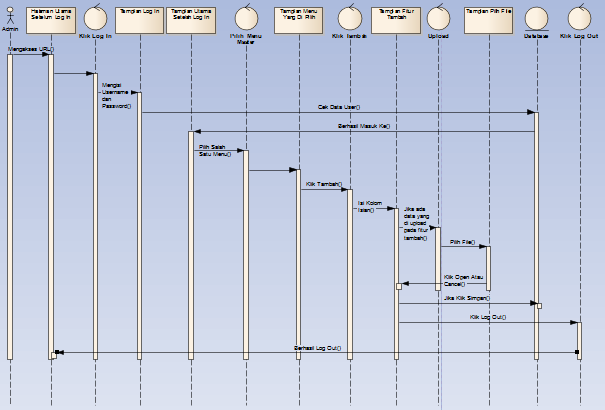 Admin
Halaman Utama
Sebelum Log In
Klik Log In
Tampilan Log In
Tampilan Utama
Setelah Log In
Pilih Menu
Master
Tampilan Menu
Yang Di Pilih
Klik Tambah
Tampilan Fitur
Tambah
Upload
Tampilan Pilih File
Database
Klik Log Out
Mengakses URL()
Mengisi
Username
dan
Password()
Cek Data User()
Berhasil Masuk Ke()
Pilih Salah
Satu Menu()
Klik Tambah()
Isi Kolom
Isian()
Jika ada
data yang
di upload
pada fitur
tambah()
Pilih File()
Klik Open Atau
Cancel()
Jika Klik Simpan()
Klik Log Out()
Berhasil Log Out()